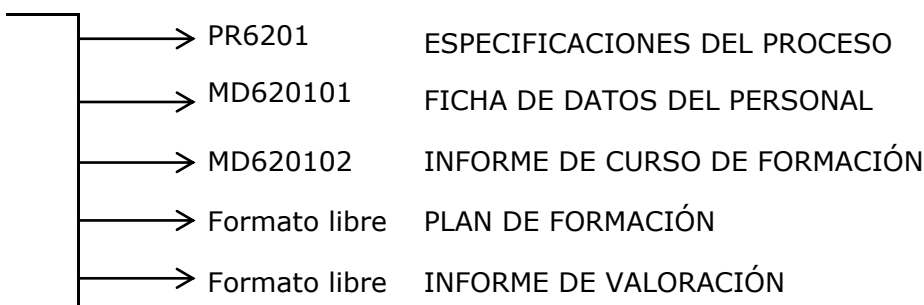 PR6201 ESPECIFICACIONES DEL PROCESO
MD620101 FICHA DE DATOS DEL PERSONAL
MD620102 INFORME DE CURSO DE FORMACIÓN
Formato libre PLAN DE FORMACIÓN
Formato libre INFORME DE VALORACIÓN